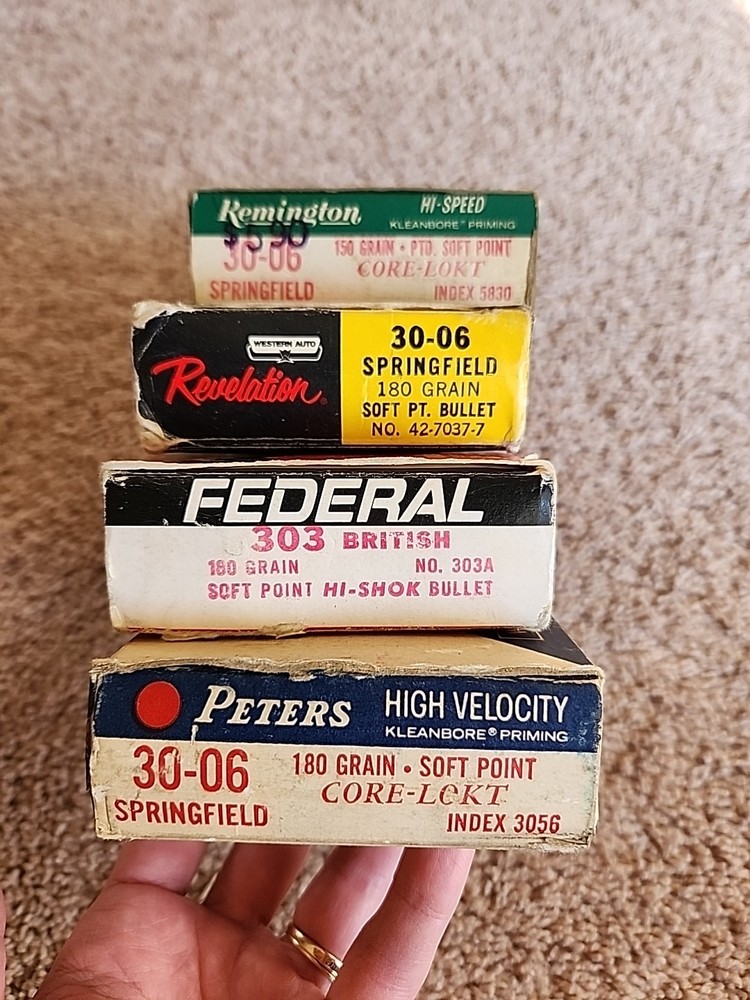 Remington HI-SPEED
KLEANBORE™ PRIMING
$5.90
30-06 150 GRAIN • PTD. SOFT POINT
CORE-LOKT
SPRINGFIELD INDEX 5830
WESTERN AUTO
Revelation®
30-06
SPRINGFIELD
180 GRAIN
SOFT PT. BULLET
NO. 42-7037-7
FEDERAL
303 BRITISH
180 GRAIN NO. 303A
SOFT POINT HI-SHOK BULLET
PETERS HIGH VELOCITY
KLEANBORE® PRIMING
30-06 180 GRAIN • SOFT POINT
CORE-LOKT
SPRINGFIELD INDEX 3056